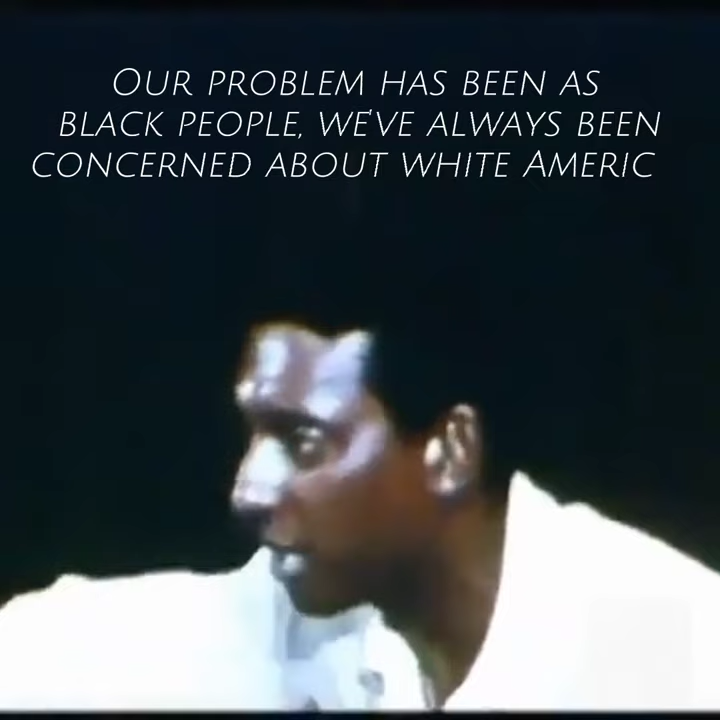 OUR PROBLEM HAS BEEN AS
BLACK PEOPLE, WE'VE ALWAYS BEEN
CONCERNED ABOUT WHITE AMERIC